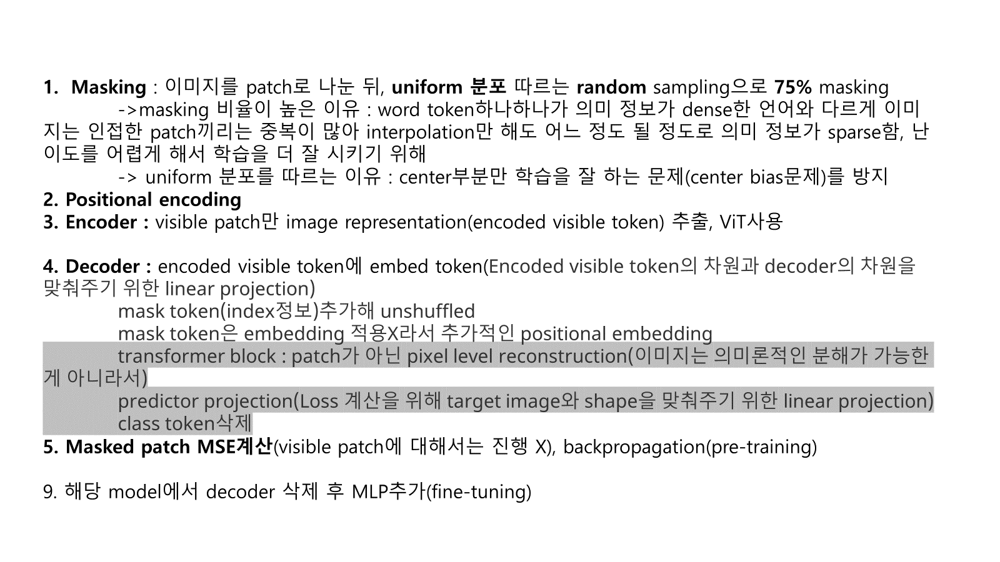 1. Masking : 이미지를 patch로 나눈 뒤, uniform 분포 따르는 random sampling으로 75% masking
->masking 비율이 높은 이유 : word token하나하나가 의미 정보가 dense한 언어와 다르게 이미
지는 인접한 patch끼리는 중복이 많아 interpolation만 해도 어느 정도 될 정도로 의미 정보가 sparse함, 난
이도를 어렵게 해서 학습을 더 잘 시키기 위해
-> uniform 분포를 따르는 이유 : center부분만 학습을 잘 하는 문제(center bias문제)를 방지
2. Positional encoding
3. Encoder : visible patch만 image representation(encoded visible token) 추출, ViT사용
4. Decoder : encoded visible token에 embed token(Encoded visible token의 차원과 decoder의 차원을
맞춰주기 위한 linear projection)
mask token(index정보)추가해 unshuffled
mask token은 embedding 적용X라서 추가적인 positional embedding
transformer block : patch가 아닌 pixel level reconstruction(이미지는 의미론적인 분해가 가능한
게 아니라서)
predictor projection(Loss 계산을 위해 target image와 shape을 맞춰주기 위한 linear projection)
class token삭제
5. Masked patch MSE계산(visible patch에 대해서는 진행 X), backpropagation(pre-training)
9. 해당 model에서 decoder 삭제 후 MLP추가(fine-tuning)